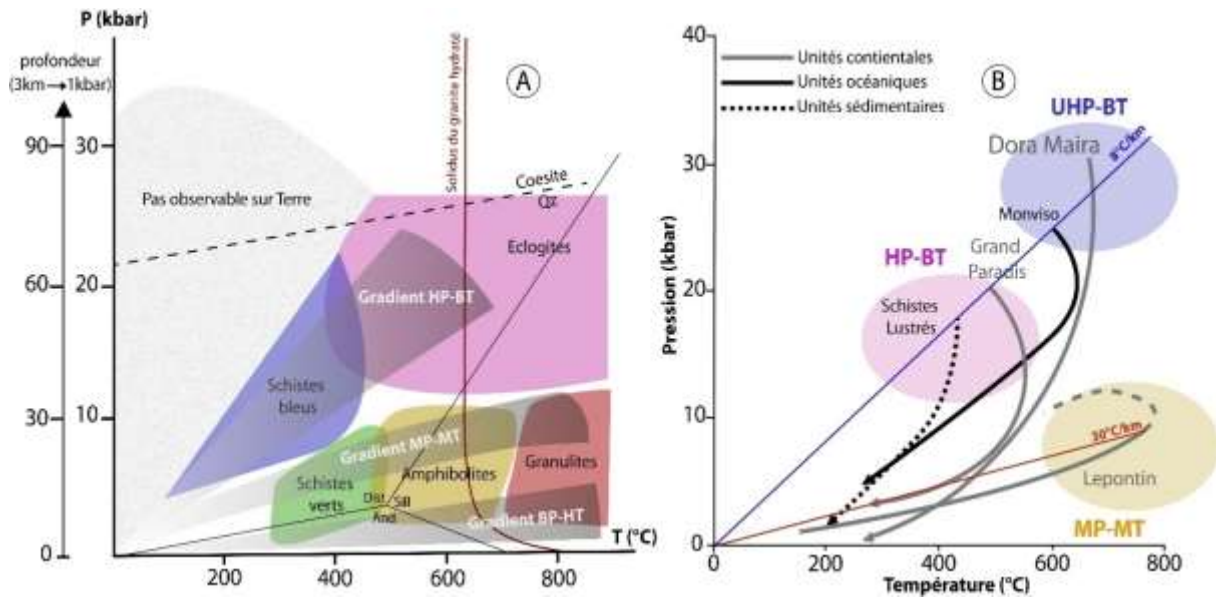 P (kbar)
profondeur
(3km→1kbar)
A
Solidus du granite hydraté
90
30
Coesite
Qz
Pas observable sur Terre
Eclogites
60
20
Gradient HP-BT
Schistes
bleus
30
10
Gradient MP-MT
Schistes
verts
Amphibolites
Granulites
Dist
Sill
And
Gradient BP-HT
0
0
T (°C)
200
400
600
800
40
Unités contientales
Unités océaniques
Unités sédimentaires
B
UHP-BT
8°C/km
30
Dora Maira
Monviso
HP-BT
Grand
Paradis
20
Schistes
Lustrés
Pression (kbar)
10
30°C/km
Lepontin
MP-MT
0
0
200
400
600
800
Température (°C)